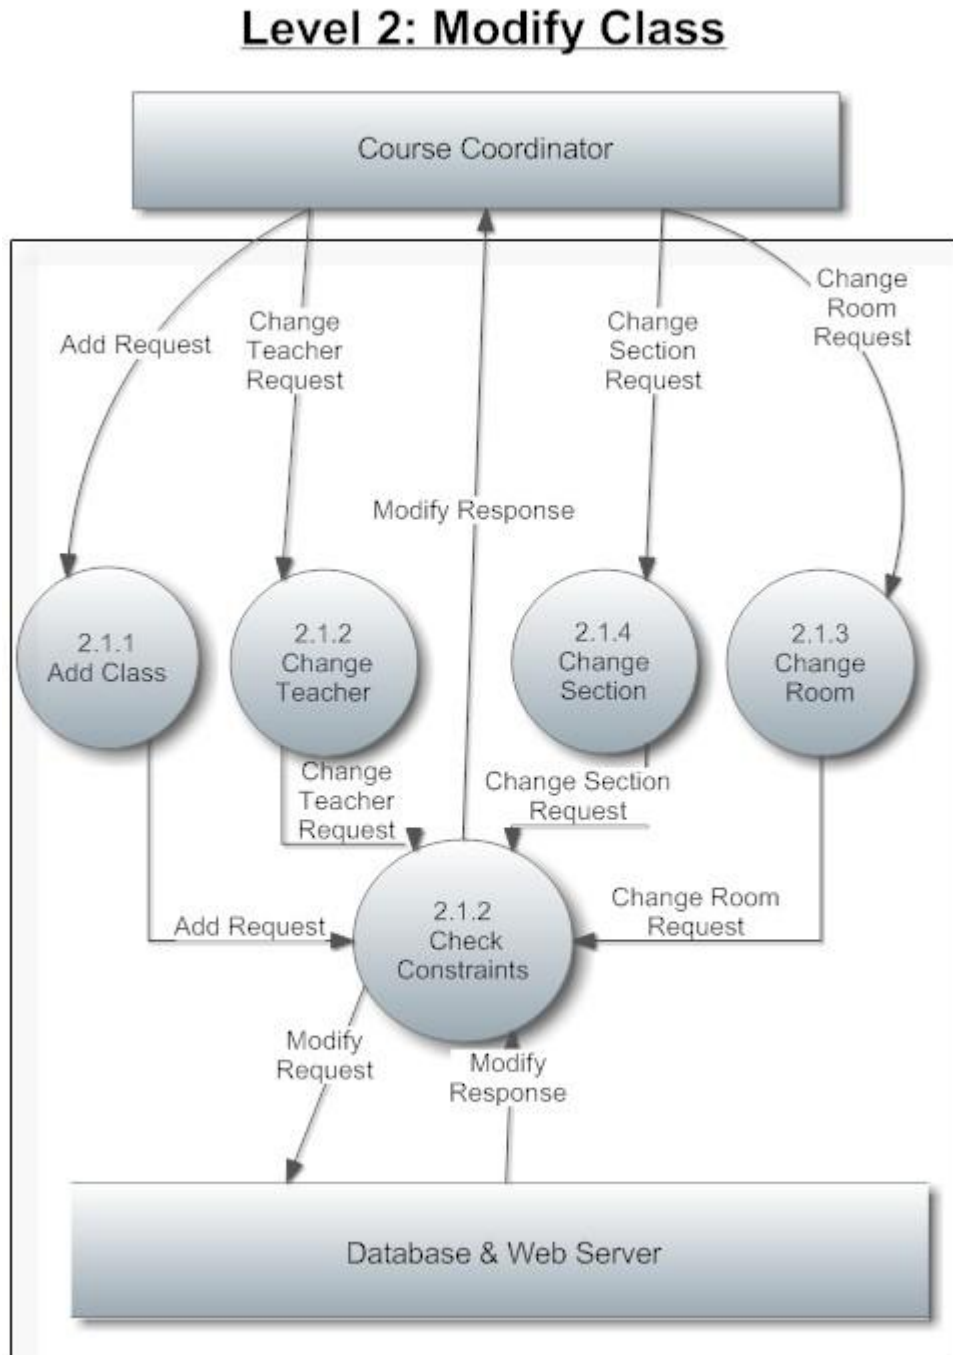 Level 2: Modify Class
Course Coordinator
Add Request
Change
Teacher
Request
Change
Section
Request
Change
Room
Request
Modify Response
2.1.1
Add Class
2.1.2
Change
Teacher
2.1.4
Change
Section
2.1.3
Change
Room
Change
Teacher
Request
Change Section
Request
Add Request
2.1.2
Check
Constraints
Change Room
Request
Modify
Request
Modify
Response
Database & Web Server